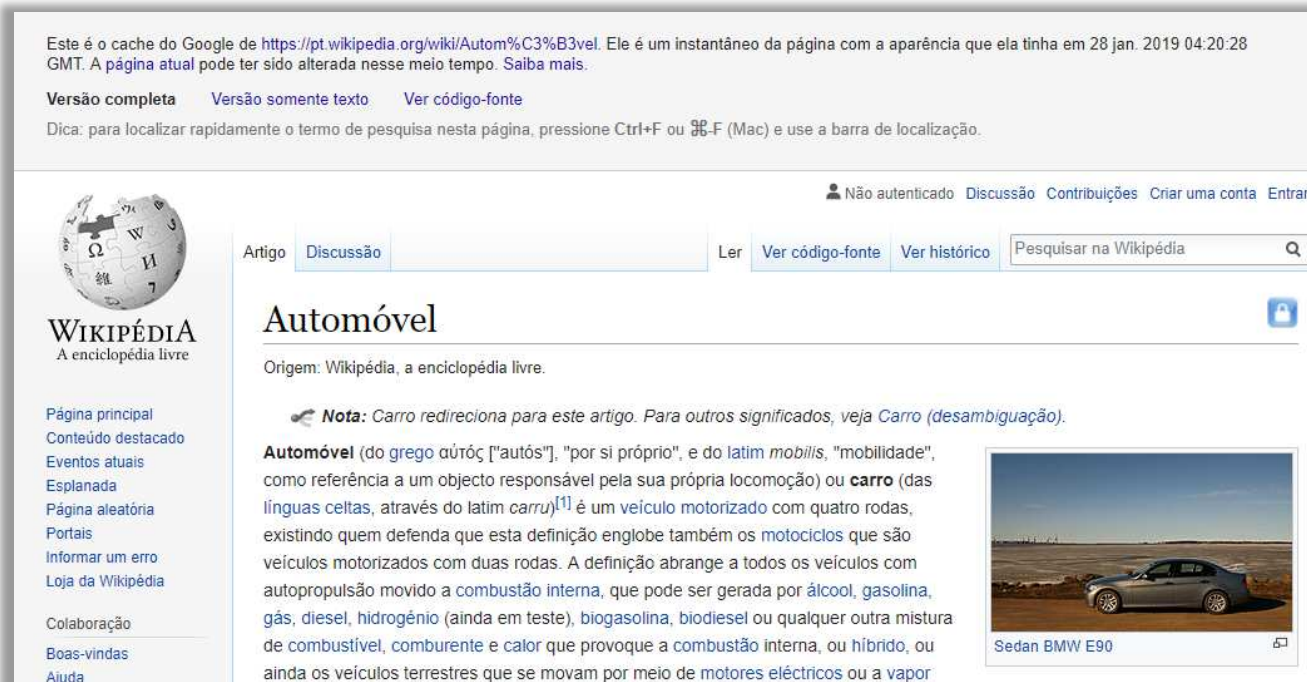 Este é o cache do Google de https://pt.wikipedia.org/wiki/Autom%C3%B3vel. Ele é um instantâneo da página com a aparência que ela tinha em 28 jan. 2019 04:20:28
GMT. A página atual pode ter sido alterada nesse meio tempo. Saiba mais.
Versão completa Versão somente texto Ver código-fonte
Dica: para localizar rapidamente o termo de pesquisa nesta página, pressione Ctrl+F ou ⌘-F (Mac) e use a barra de localização.
Não autenticado Discussão Contribuições Criar uma conta Entrar
Artigo Discussão Ler Ver código-fonte Ver histórico Pesquisar na Wikipédia
WIKIPÉDIA
A enciclopédia livre
Página principal
Conteúdo destacado
Eventos atuais
Esplanada
Página aleatória
Portais
Informar um erro
Loja da Wikipédia
Colaboração
Boas-vindas
Ajuda
Automóvel
Origem: Wikipédia, a enciclopédia livre.
Nota: Carro redireciona para este artigo. Para outros significados, veja Carro (desambiguação).
Automóvel (do grego αὐτός ["autós"], "por si próprio", e do latim mobilis, "mobilidade",
como referência a um objecto responsável pela sua própria locomoção) ou carro (das
línguas celtas, através do latim carru)[1] é um veículo motorizado com quatro rodas,
existindo quem defenda que esta definição englobe também os motociclos que são
veículos motorizados com duas rodas. A definição abrange a todos os veículos com
autopropulsão movido a combustão interna, que pode ser gerada por álcool, gasolina,
gás, diesel, hidrogénio (ainda em teste), biogasolina, biodiesel ou qualquer outra mistura
de combustível, comburente e calor que provoque a combustão interna, ou híbrido, ou
ainda os veículos terrestres que se movam por meio de motores eléctricos ou a vapor
Sedan BMW E90